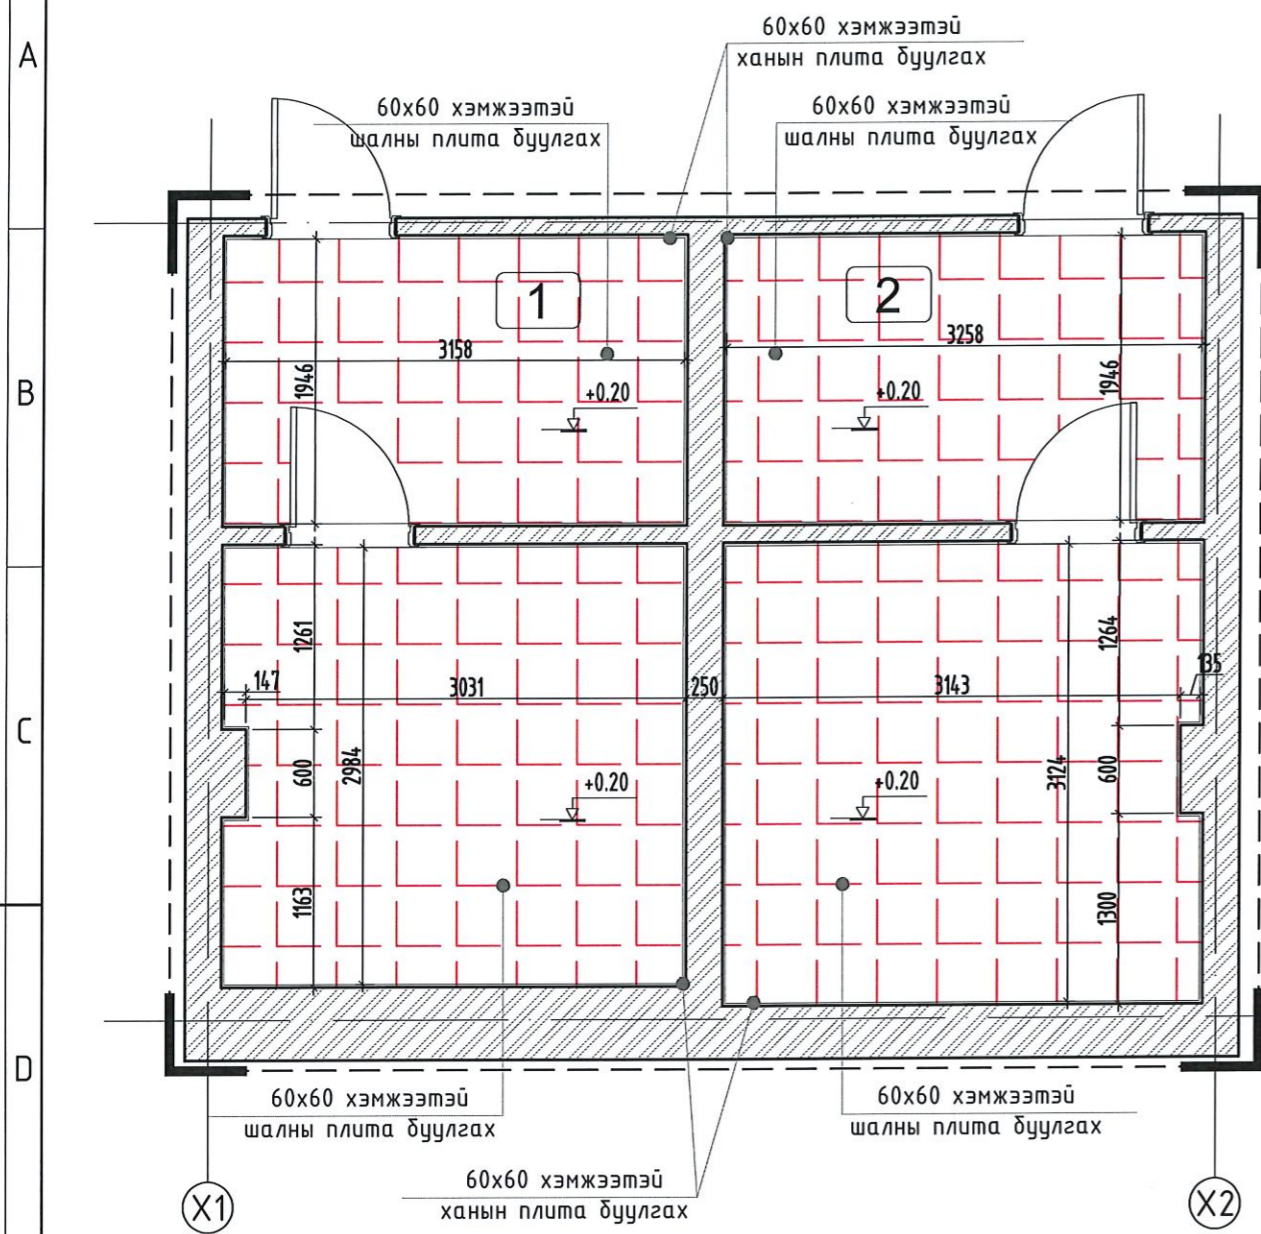 A
60x60 хэмжээтэй
ханын плита буулгах
60x60 хэмжээтэй
шалны плита буулгах
60x60 хэмжээтэй
шалны плита буулгах
1
2
3158
3258
1946
1946
B
+0.20
+0.20
1261
1264
147
3031
250
3143
135
C
600
2984
3124
600
+0.20
+0.20
1163
1300
D
60x60 хэмжээтэй
шалны плита буулгах
60x60 хэмжээтэй
шалны плита буулгах
60x60 хэмжээтэй
ханын плита буулгах
X1
X2